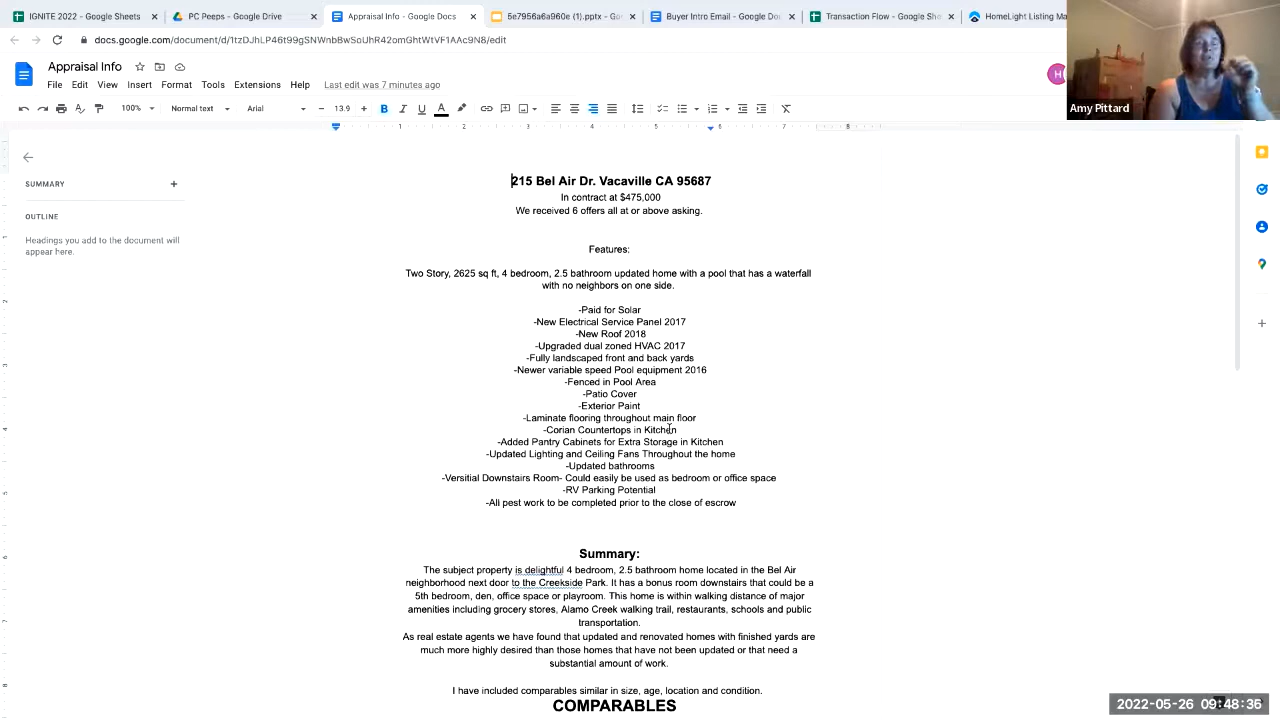 IGNITE 2022 - Google Sheets
PC Peeps - Google Drive
Appraisal Info - Google Docs
5e7956a6a960e (1).pptx - Go
Buyer Intro Email - Google Doc
Transaction Flow - Google She
HomeLight Listing Ma
docs.google.com/document/d/1tzDJhLP46t99gSNWnbBwSoUhR42omGhtWtVF1AAc9N8/edit
Appraisal Info
File Edit View Insert Format Tools Extensions Help Last edit was 7 minutes ago
H
Amy Pittard
100% Normal text Arial 13.9 B I U A
1 2 3 4 5 6 7 8
SUMMARY
OUTLINE
Headings you add to the document will
appear here.
215 Bel Air Dr. Vacaville CA 95687
In contract at $475,000
We received 6 offers all at or above asking.
Features:
Two Story, 2625 sq ft, 4 bedroom, 2.5 bathroom updated home with a pool that has a waterfall
with no neighbors on one side.
-Paid for Solar
-New Electrical Service Panel 2017
-New Roof 2018
-Upgraded dual zoned HVAC 2017
-Fully landscaped front and back yards
-Newer variable speed Pool equipment 2016
-Fenced in Pool Area
-Patio Cover
-Exterior Paint
-Laminate flooring throughout main floor
-Corian Countertops in Kitchen
-Added Pantry Cabinets for Extra Storage in Kitchen
-Updated Lighting and Ceiling Fans Throughout the home
-Updated bathrooms
-Versitial Downstairs Room- Could easily be used as bedroom or office space
-RV Parking Potential
-All pest work to be completed prior to the close of escrow
Summary:
The subject property is delightful 4 bedroom, 2.5 bathroom home located in the Bel Air
neighborhood next door to the Creekside Park. It has a bonus room downstairs that could be a
5th bedroom, den, office space or playroom. This home is within walking distance of major
amenities including grocery stores, Alamo Creek walking trail, restaurants, schools and public
transportation.
As real estate agents we have found that updated and renovated homes with finished yards are
much more highly desired than those homes that have not been updated or that need a
substantial amount of work.
I have included comparables similar in size, age, location and condition.
COMPARABLES
2022-05-26 09:48:36